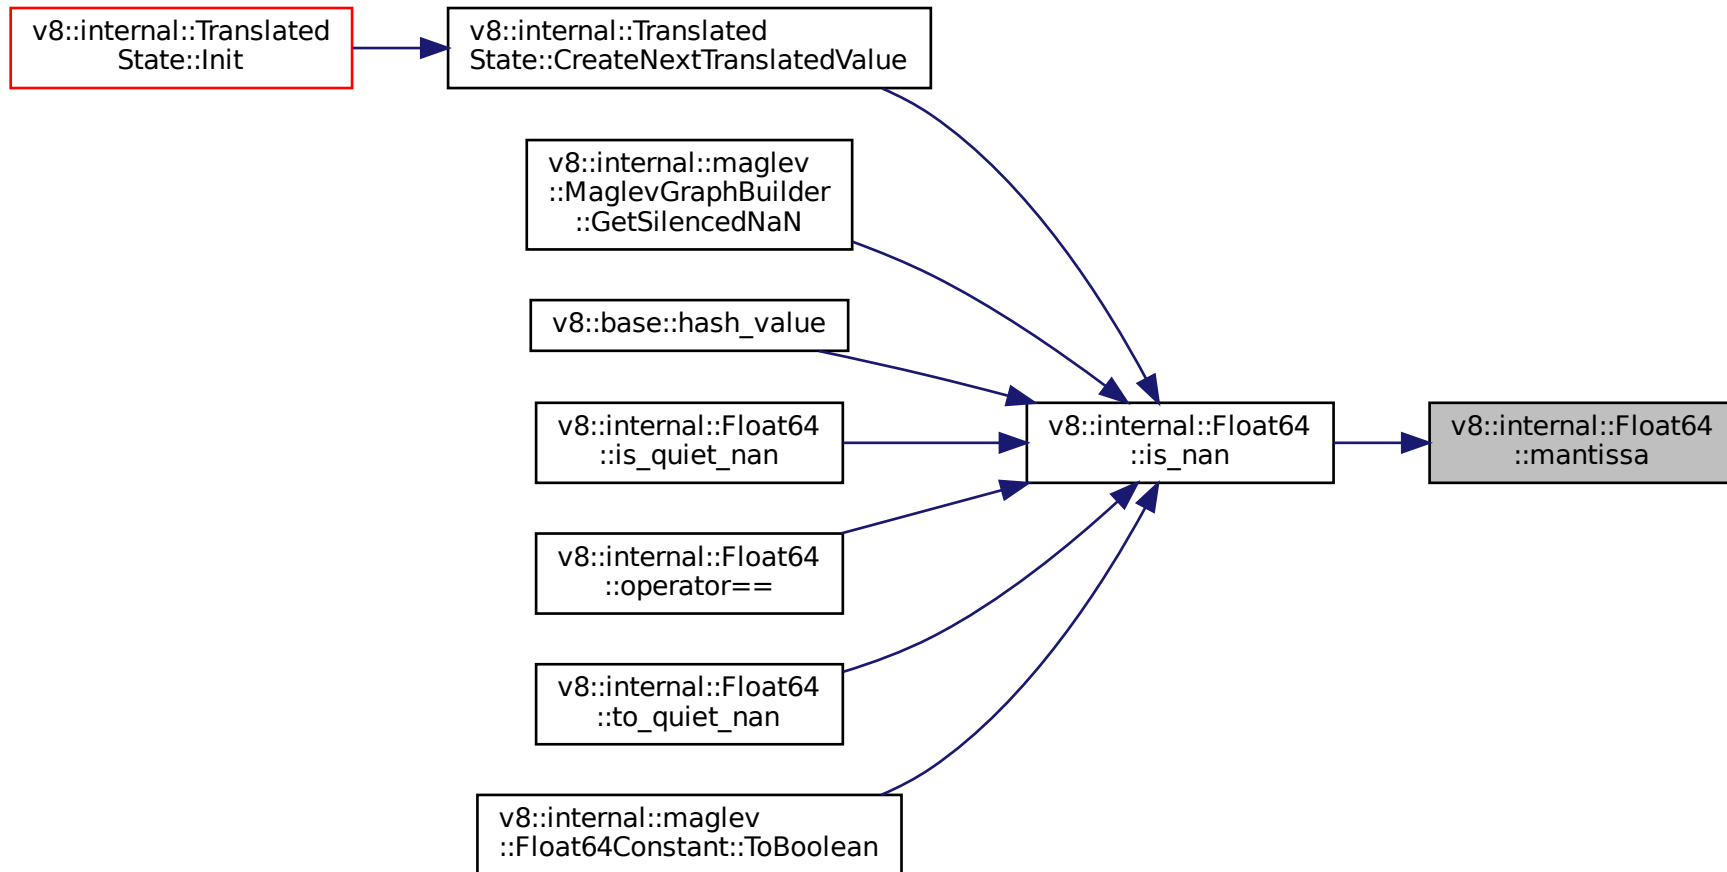 v8::internal::Translated
State::Init
v8::internal::Translated
State::CreateNextTranslatedValue
v8::internal::maglev
::MaglevGraphBuilder
::GetSilencedNaN
v8::base::hash_value
v8::internal::Float64
::is_quiet_nan
v8::internal::Float64
::operator==
v8::internal::Float64
::to_quiet_nan
v8::internal::maglev
::Float64Constant::ToBoolean
v8::internal::Float64
::is_nan
v8::internal::Float64
::mantissa